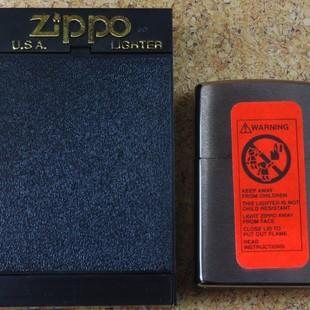 Zippo
U.S.A. LIGHTER
WARNING
KEEP AWAY
FROM CHILDREN
THIS LIGHTER IS NOT
CHILD RESISTANT
LIGHT ZIPPO AWAY
FROM FACE
CLOSE LID TO
PUT OUT FLAME
READ
INSTRUCTIONS